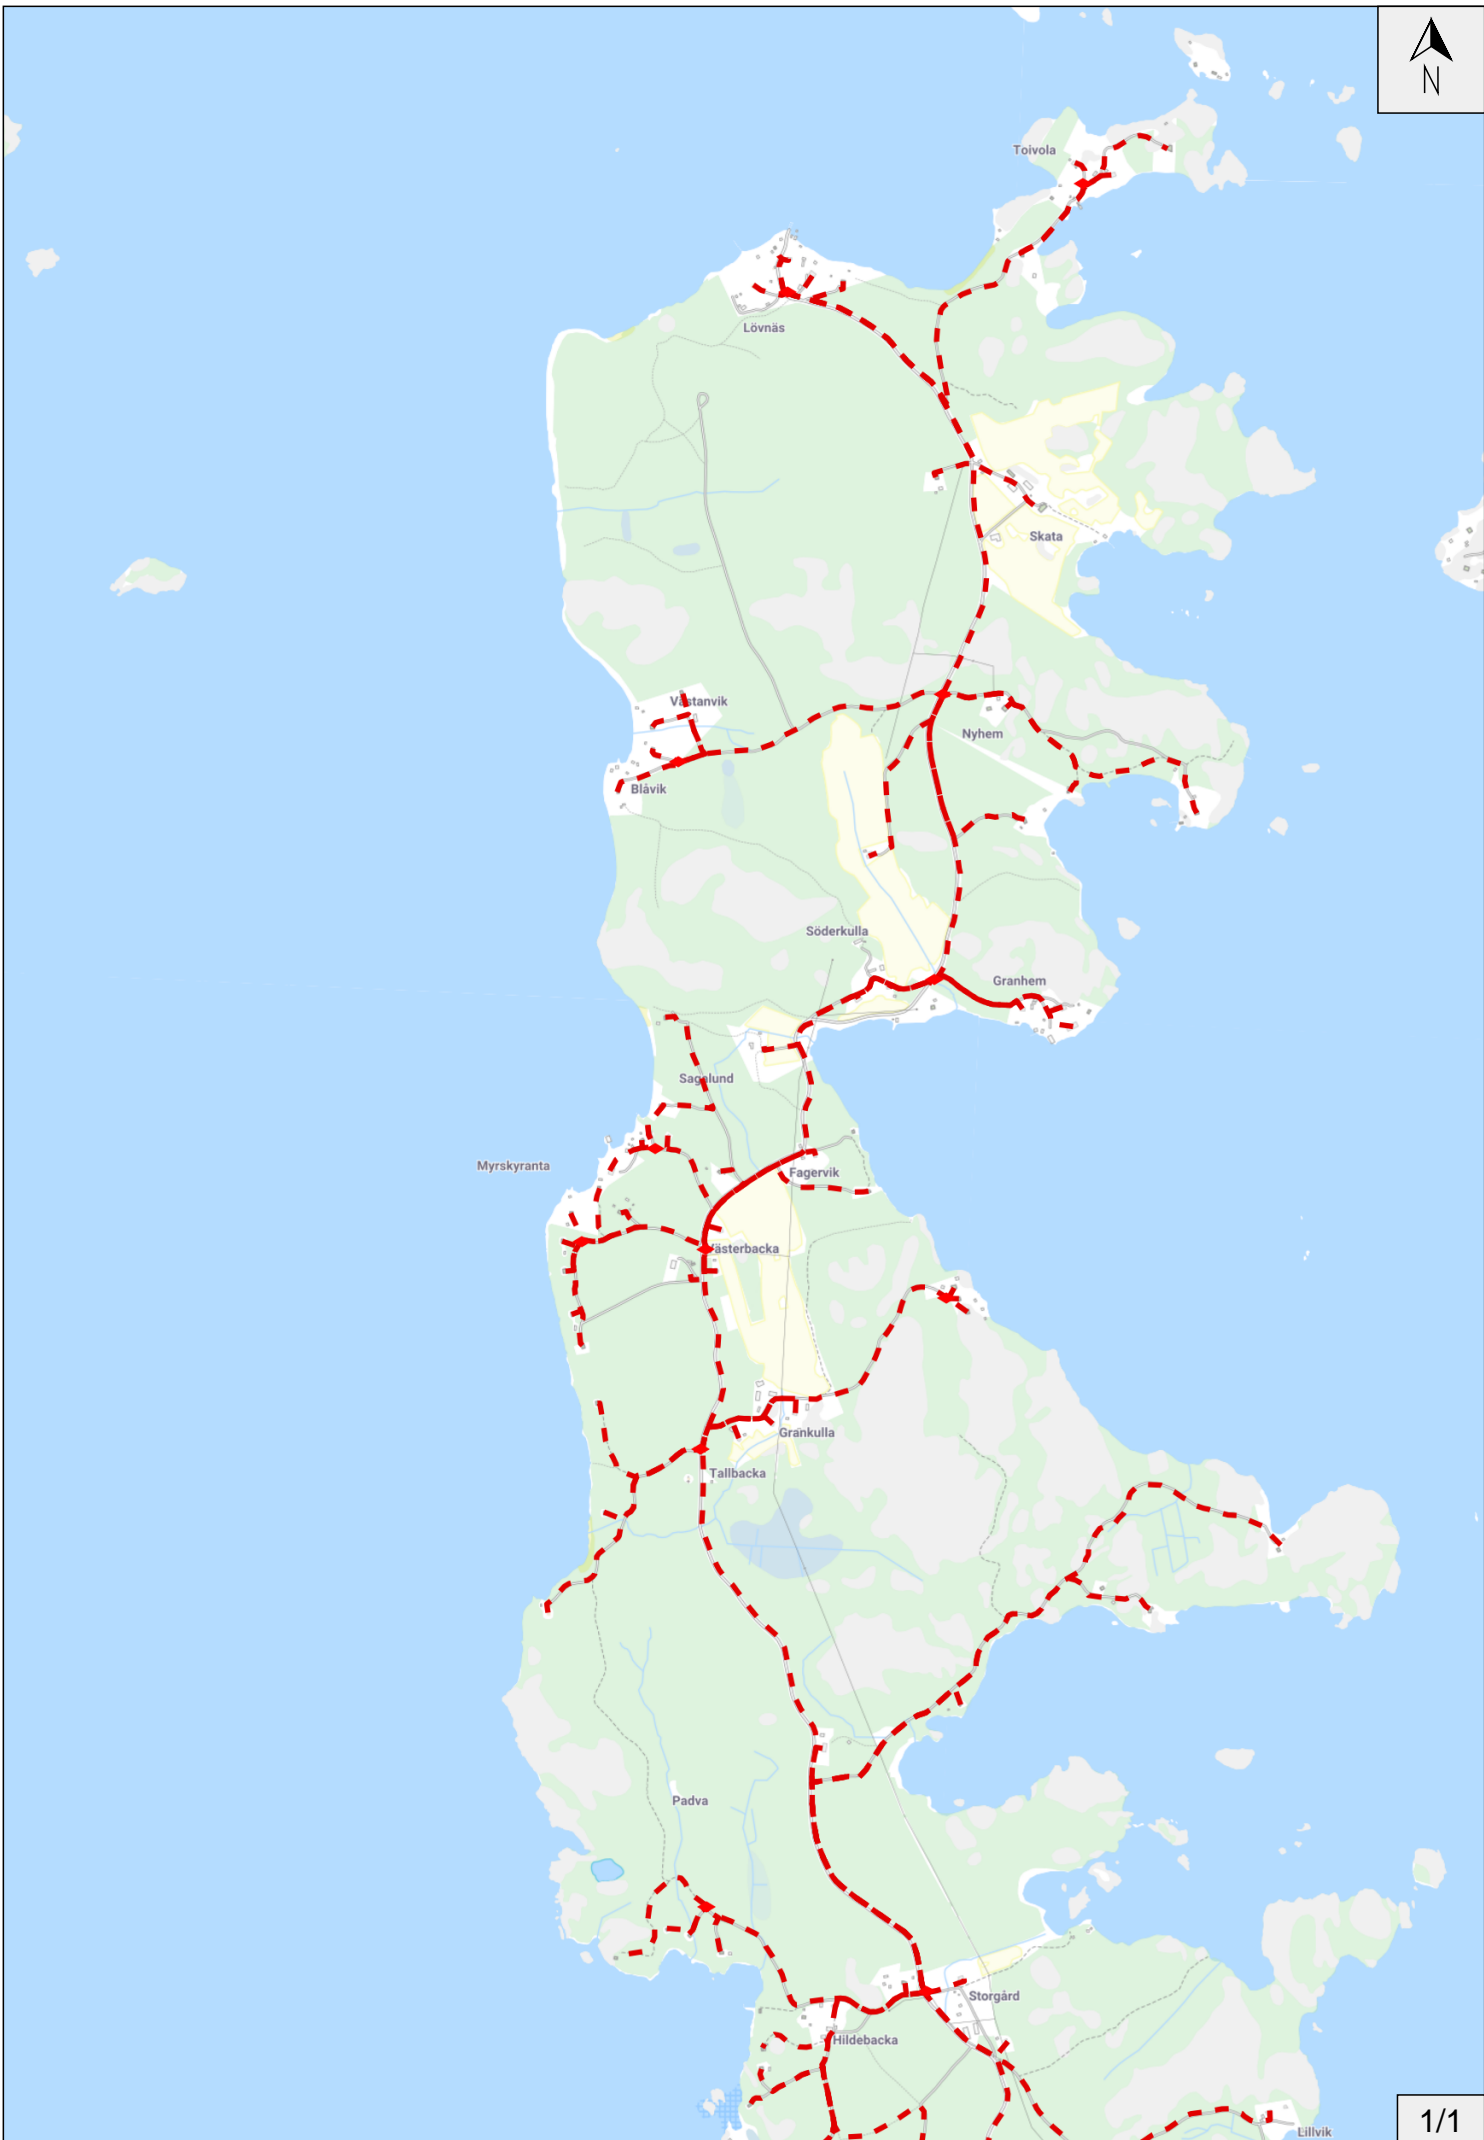 N
Toivola
Lövnäs
Skata
Västanvik
Nyhem
Blåvik
Söderkulla
Granhem
Sagalund
Myrskyranta
Fagervik
Västerbacka
Grankulla
Tallbacka
Padva
Storgård
Hildebacka
Lillvik
1/1